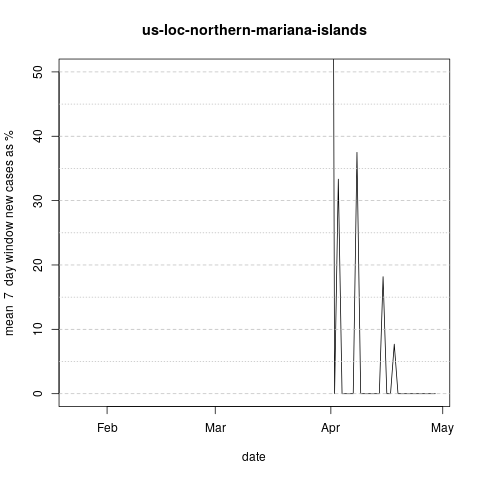 us-loc-northern-mariana-islands
mean  7  day window new cases as %
50
40
30
20
10
0
Feb Mar Apr May
date